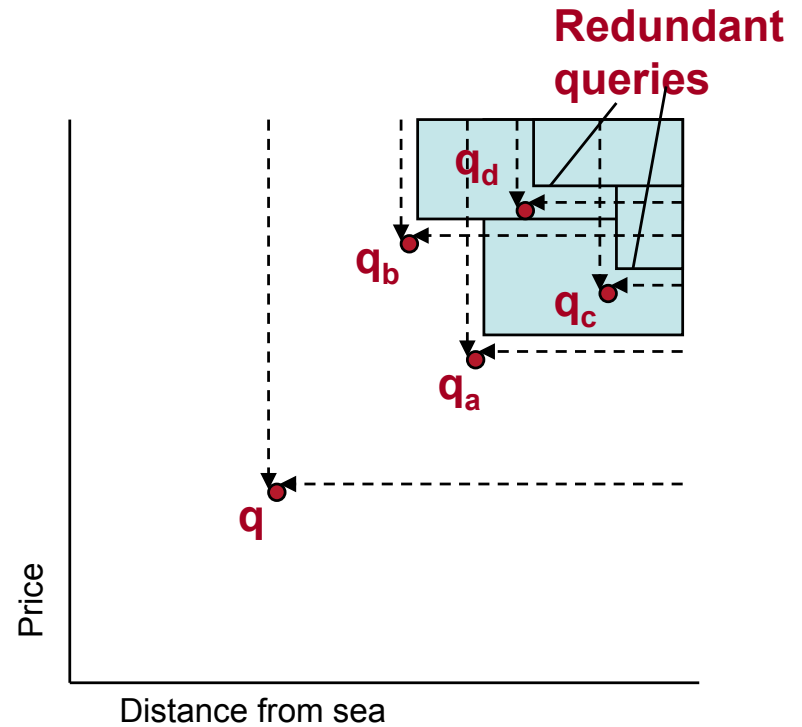 Redundant
queries
q_d
q_b
q_c
q_a
q
Price
Distance from sea